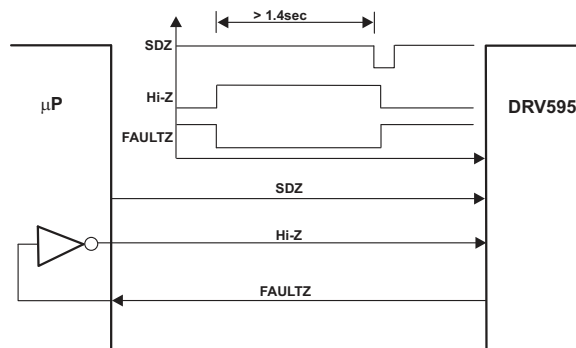 > 1.4sec
SDZ
Hi-Z
FAULTZ
µP
DRV595
SDZ
Hi-Z
FAULTZ